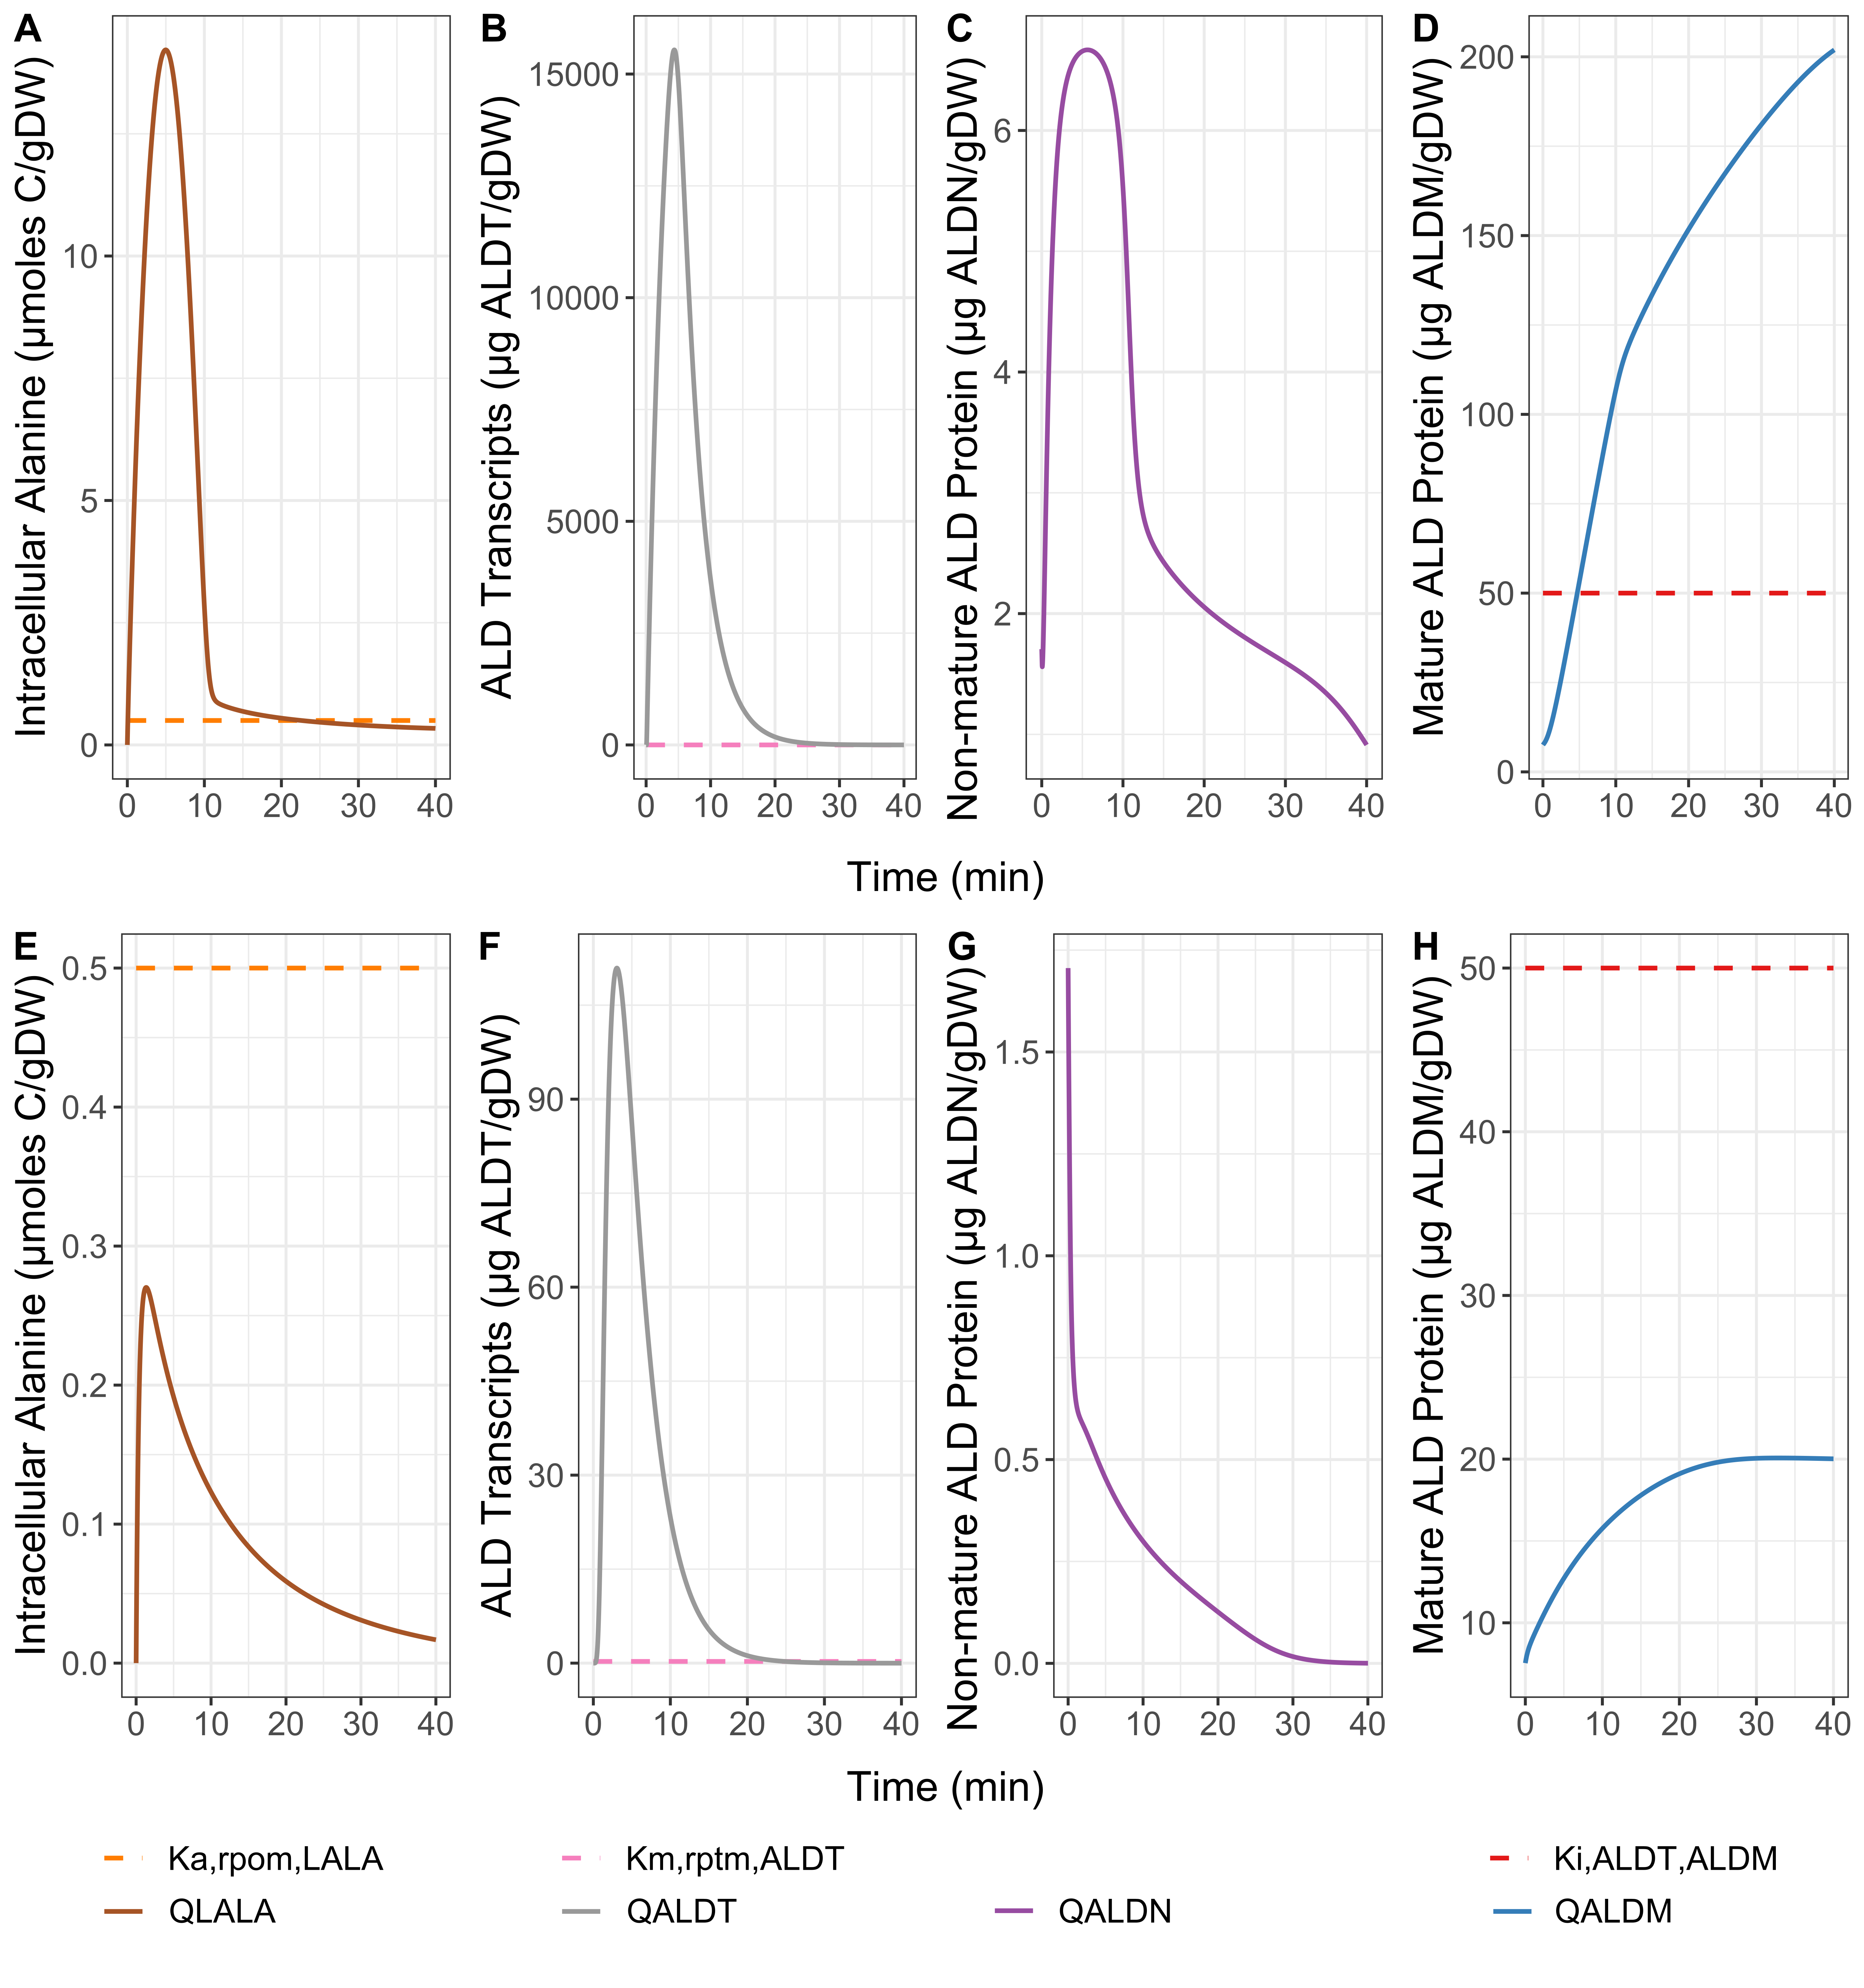 A
Intracellular Alanine (µmoles C/gDW)
10
5
0
0 10 20 30 40
B
ALD Transcripts (µg ALDT/gDW)
15000
10000
5000
0
0 10 20 30 40
C
Non-mature ALD Protein (µg ALDN/gDW)
6
4
2
0 10 20 30 40
D
Mature ALD Protein (µg ALDM/gDW)
200
150
100
50
0
0 10 20 30 40
Time (min)
E
Intracellular Alanine (µmoles C/gDW)
0.5
0.4
0.3
0.2
0.1
0.0
0 10 20 30 40
F
ALD Transcripts (µg ALDT/gDW)
90
60
30
0
0 10 20 30 40
G
Non-mature ALD Protein (µg ALDN/gDW)
1.5
1.0
0.5
0.0
0 10 20 30 40
H
Mature ALD Protein (µg ALDM/gDW)
50
40
30
20
10
0 10 20 30 40
Time (min)
Ka,rpom,LALA
Km,rptm,ALDT
Ki,ALDT,ALDM
QLALA
QALDT
QALDN
QALDM